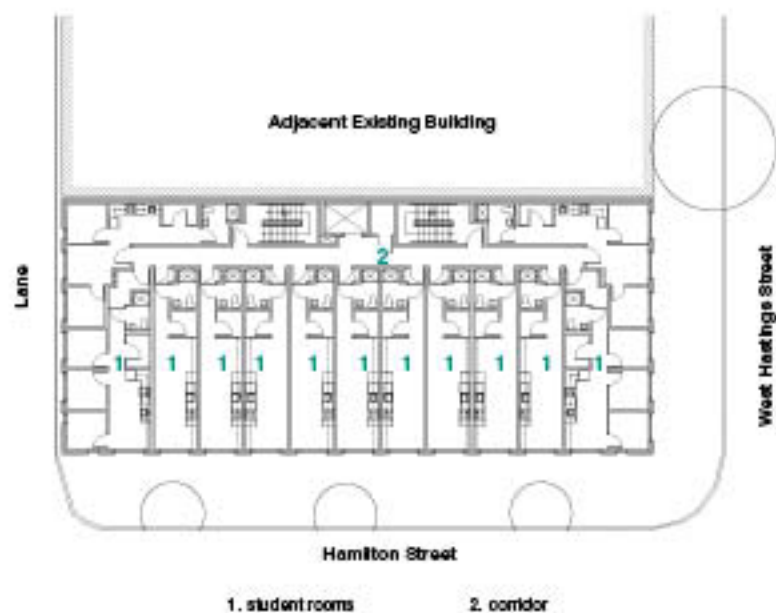 Adjacent Existing Building
2
Lane
West Hastings Street
1 1 1 1 1 1 1 1 1 1 1
Hamilton Street
1. student rooms 2. corridor